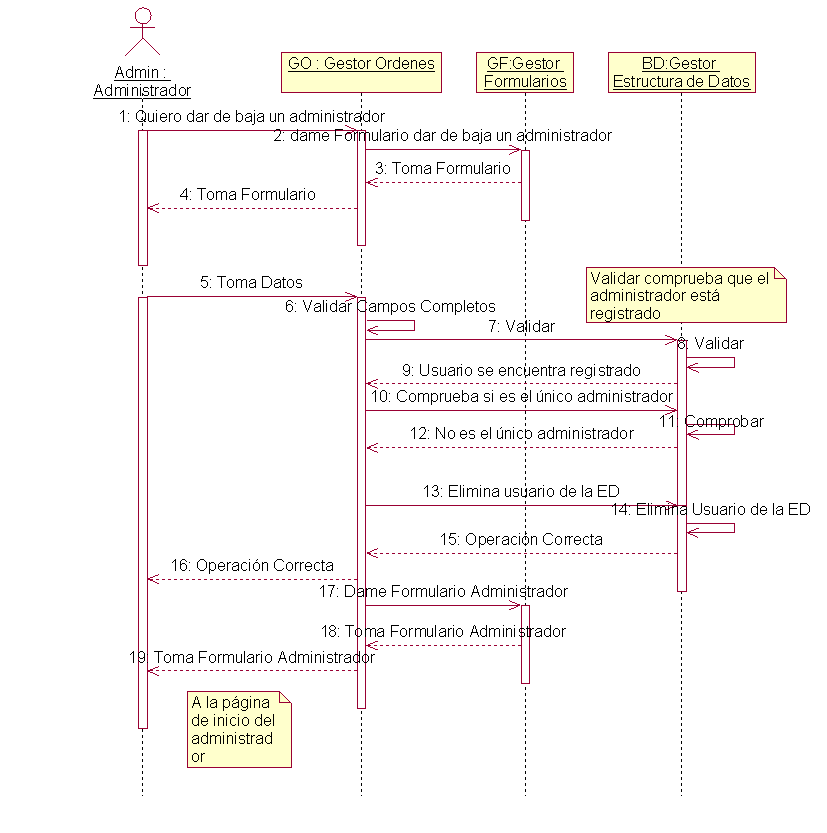 Admin :
Administrador
GO : Gestor Ordenes
GF:Gestor
Formularios
BD:Gestor
Estructura de Datos
1: Quiero dar de baja un administrador
2: dame Formulario dar de baja un administrador
3: Toma Formulario
4: Toma Formulario
5: Toma Datos
Validar comprueba que el
administrador está
registrado
6: Validar Campos Completos
7: Validar
8: Validar
9: Usuario se encuentra registrado
10: Comprueba si es el único administrador
11: Comprobar
12: No es el único administrador
13: Elimina usuario de la ED
14: Elimina Usuario de la ED
15: Operación Correcta
16: Operación Correcta
17: Dame Formulario Administrador
18: Toma Formulario Administrador
19: Toma Formulario Administrador
A la página
de inicio del
administrad
or